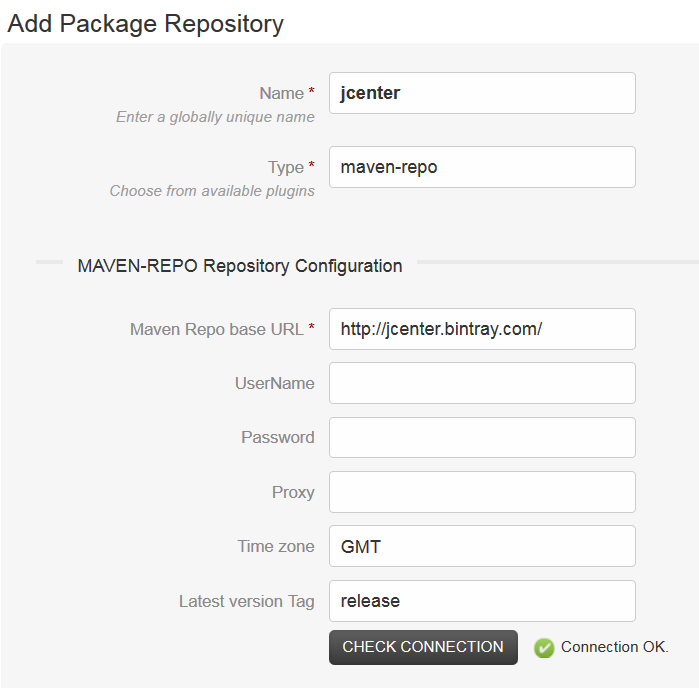 Add Package Repository
Name * jcenter
Enter a globally unique name
Type * maven-repo
Choose from available plugins
MAVEN-REPO Repository Configuration
Maven Repo base URL * http://jcenter.bintray.com/
UserName
Password
Proxy
Time zone GMT
Latest version Tag release
CHECK CONNECTION Connection OK.